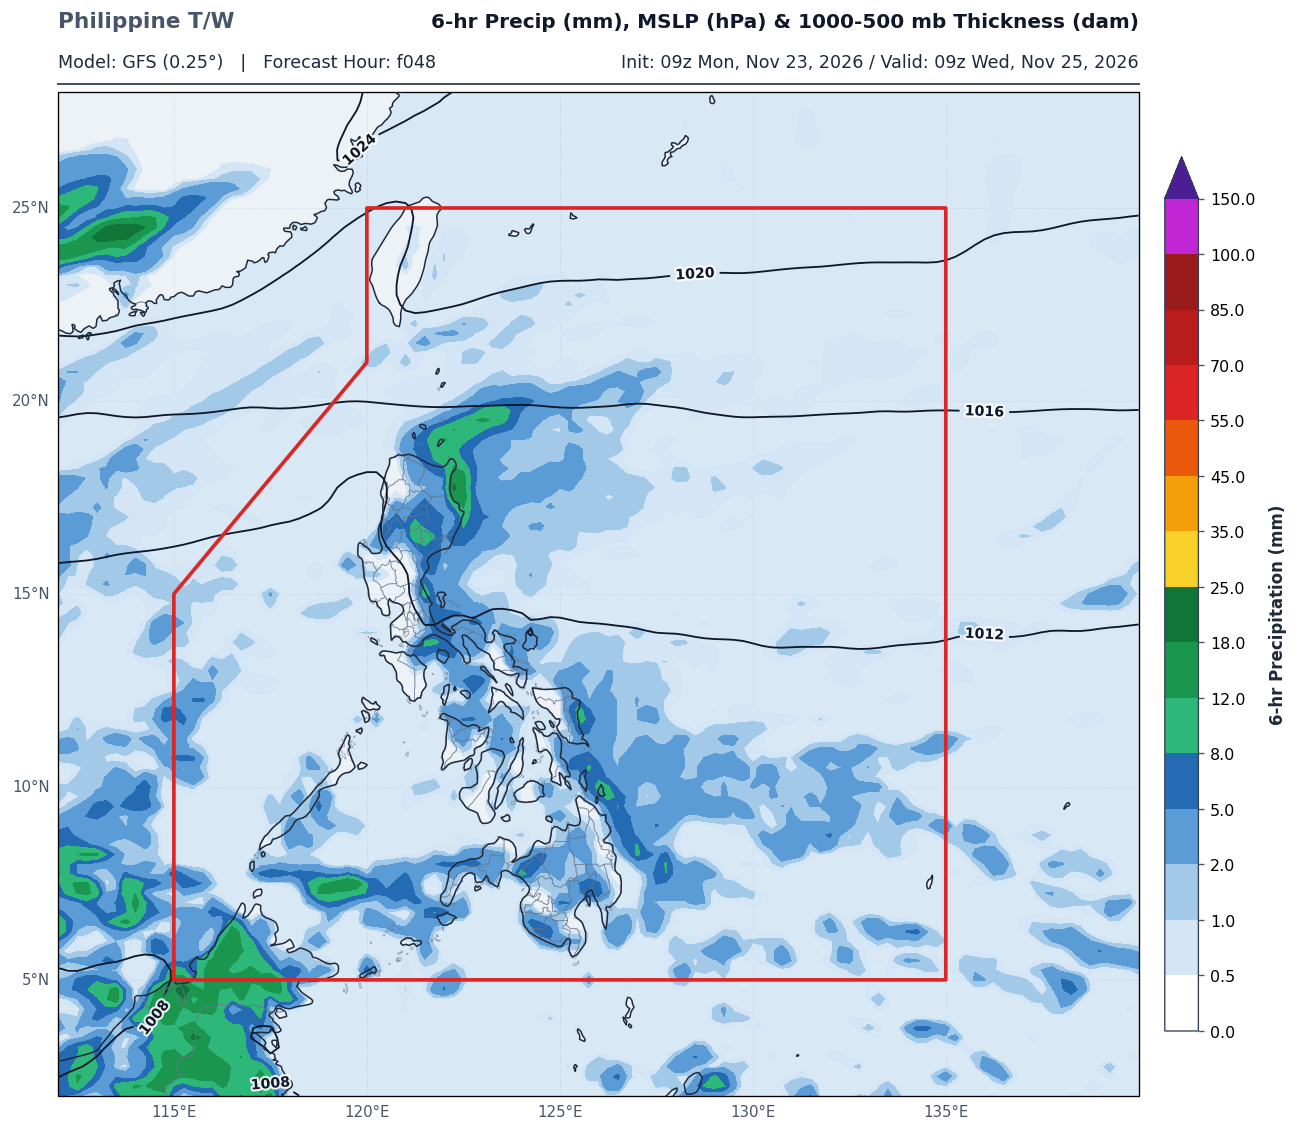 Philippine T/W
6-hr Precip (mm), MSLP (hPa) & 1000-500 mb Thickness (dam)
Model: GFS (0.25°) | Forecast Hour: f048
Init: 09z Mon, Nov 23, 2026 / Valid: 09z Wed, Nov 25, 2026
1024
150.0
25°N
100.0
1020
85.0
70.0
20°N
1016
55.0
45.0
35.0
15°N
25.0
1012
18.0
12.0
10°N
8.0
5.0
2.0
1.0
5°N
0.5
1008
0.0
1008
115°E
120°E
125°E
130°E
135°E
6-hr Precipitation (mm)